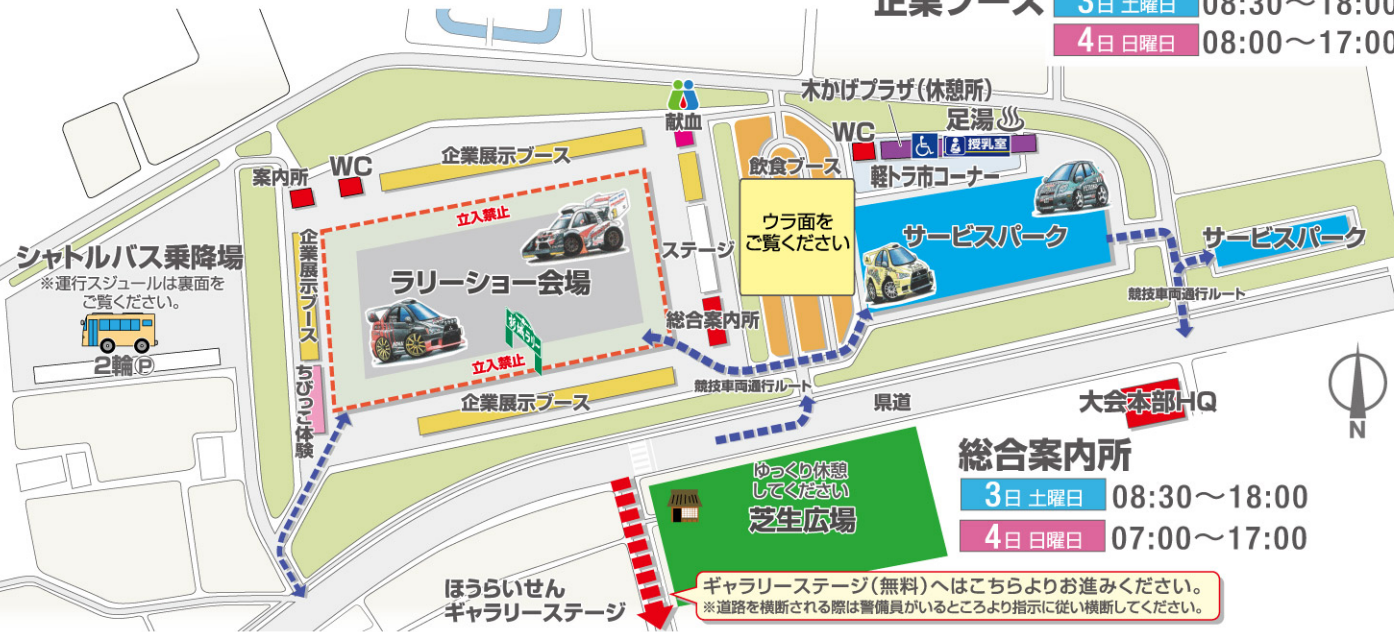 企業ブース
3日 土曜日 08:30～18:00
4日 日曜日 08:00～17:00
木かげプラザ(休憩所)
献血
WC
足湯
授乳室
企業展示ブース
WC
案内所
飲食ブース
軽トラ市コーナー
立入禁止
ウラ面を
ご覧ください
サービスパーク
サービスパーク
シャトルバス乗降場
※運行スジュールは裏面を
ご覧ください。
企業展示ブース
ステージ
ラリーショー会場
競技車両通行ルート
総合案内所
2輪P
立入禁止
競技車両通行ルート
ちびっこ体験
企業展示ブース
県道
大会本部HQ
N
総合案内所
3日 土曜日 08:30～18:00
4日 日曜日 07:00～17:00
ゆっくり休憩
してください
芝生広場
ほうらいせん
ギャラリーステージ
ギャラリーステージ(無料)へはこちらよりお進みください。
※道路を横断される際は警備員がいるところより指示に従い横断してください。